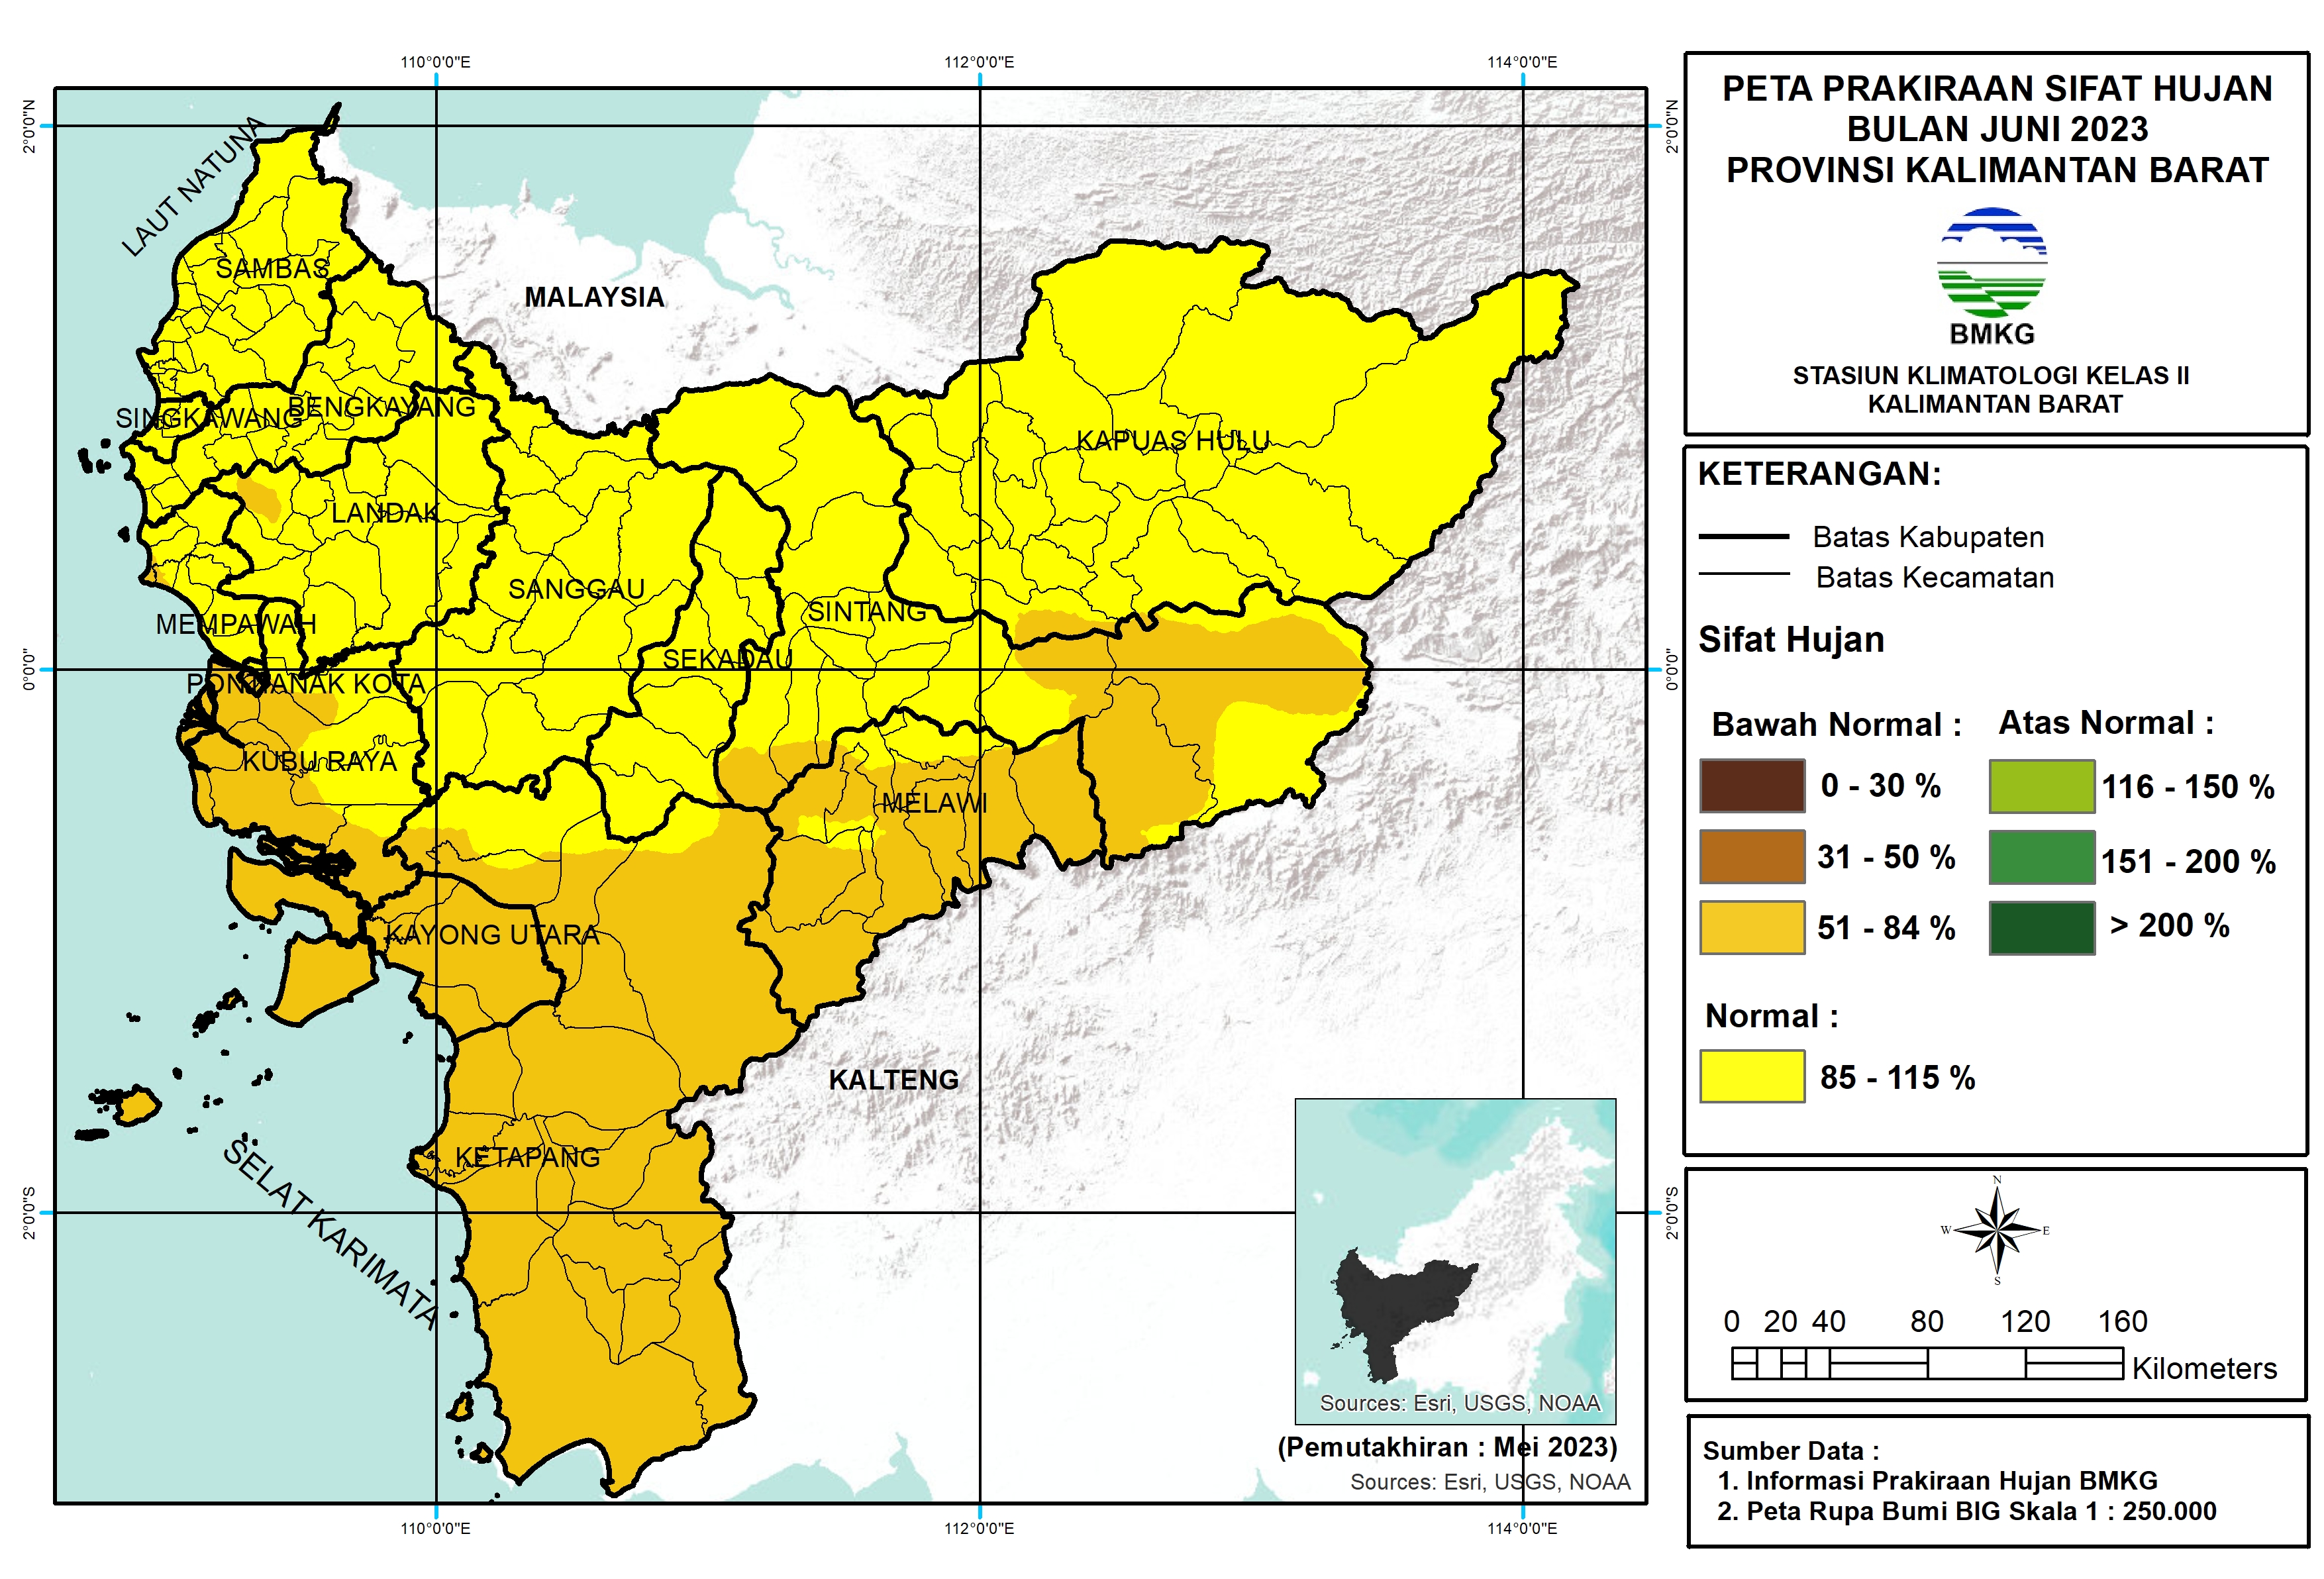 110°0'0"E
112°0'0"E
114°0'0"E
2°0'0"N
0°0'0"
2°0'0"S
2°0'0"N
0°0'0"
2°0'0"S
LAUT NATUNA
SAMBAS
MALAYSIA
SINGKAWANG
BENGKAYANG
KAPUAS HULU
LANDAK
SANGGAU
SINTANG
MEMPAWAH
SEKADAU
PONTIANAK KOTA
KUBU RAYA
MELAWI
KAYONG UTARA
KALTENG
KETAPANG
SELAT KARIMATA
Sources: Esri, USGS, NOAA
(Pemutakhiran : Mei 2023)
Sources: Esri, USGS, NOAA
110°0'0"E
112°0'0"E
114°0'0"E
PETA PRAKIRAAN SIFAT HUJAN
BULAN JUNI 2023
PROVINSI KALIMANTAN BARAT
BMKG
STASIUN KLIMATOLOGI KELAS II
KALIMANTAN BARAT
KETERANGAN:
Batas Kabupaten
Batas Kecamatan
Sifat Hujan
Bawah Normal :
0 - 30 %
31 - 50 %
51 - 84 %
Atas Normal :
116 - 150 %
151 - 200 %
> 200 %
Normal :
85 - 115 %
N
W
E
S
0 20 40 80 120 160
Kilometers
Sumber Data :
1. Informasi Prakiraan Hujan BMKG
2. Peta Rupa Bumi BIG Skala 1 : 250.000